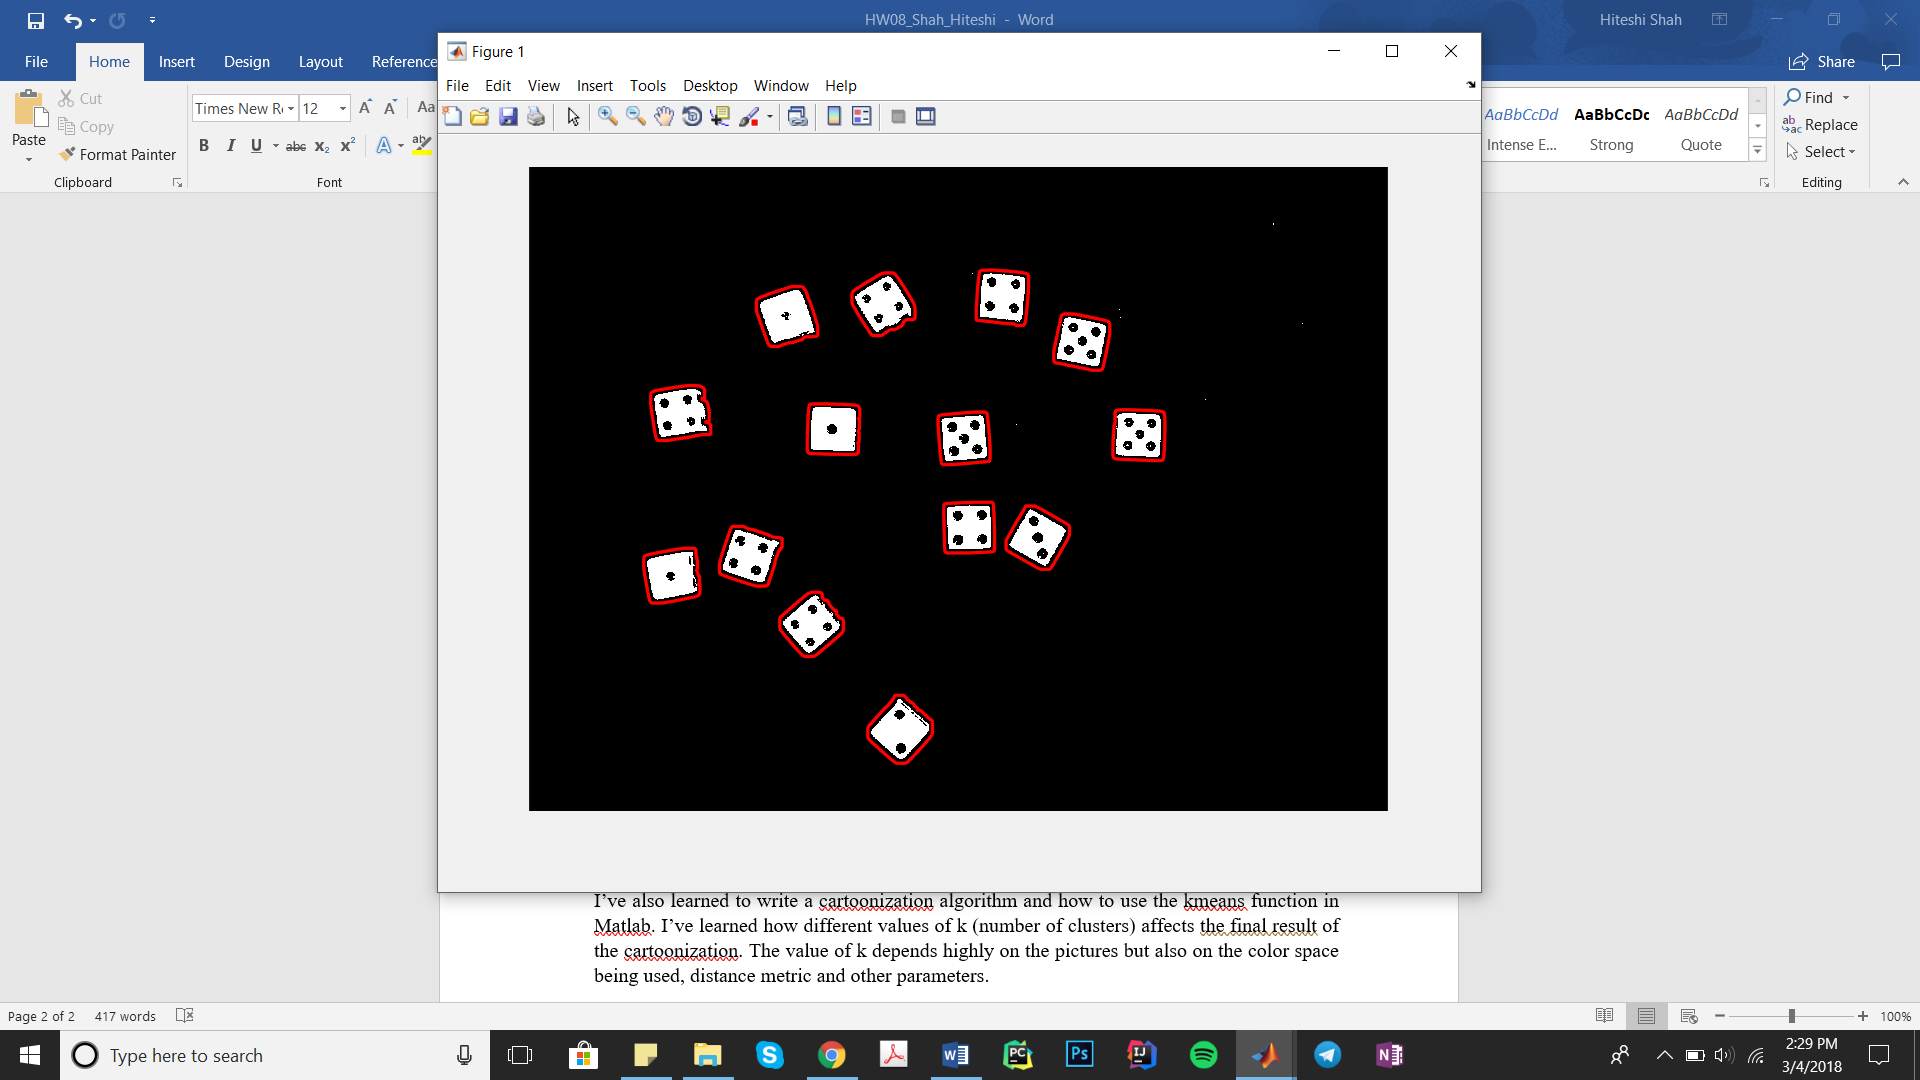 HW08_Shah_Hiteshi - Word
Hiteshi Shah
Figure 1
File Home Insert Design Layout Reference
Share
File Edit View Insert Tools Desktop Window Help
Paste
Cut
Copy
Format Painter
Clipboard
Times New R 12
B I U abc X₂ X²
A
Aa
Font
AaBbCcDd AaBbCcDc AaBbCcDd
Intense E... Strong Quote
Find
Replace
Select
Editing
I’ve also learned to write a cartoonization algorithm and how to use the kmeans function in
Matlab. I’ve learned how different values of k (number of clusters) affects the final result of
the cartoonization. The value of k depends highly on the pictures but also on the color space
being used, distance metric and other parameters.
Page 2 of 2 417 words
100%
Type here to search
2:29 PM
3/4/2018